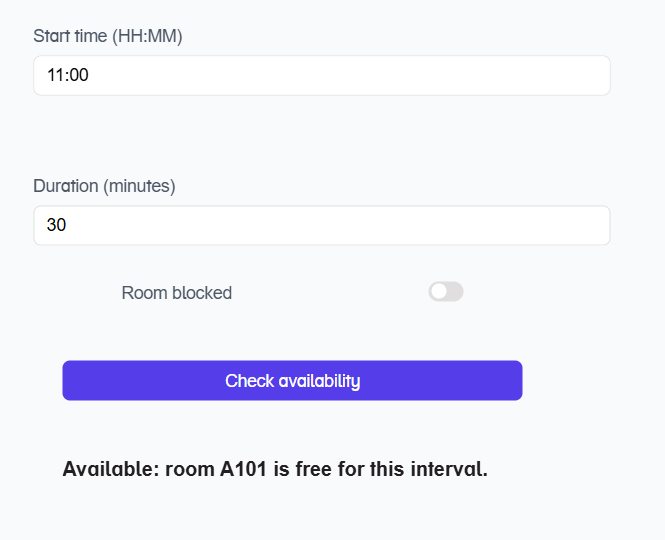 Start time (HH:MM)
11:00
Duration (minutes)
30
Room blocked
Check availability
Available: room A101 is free for this interval.